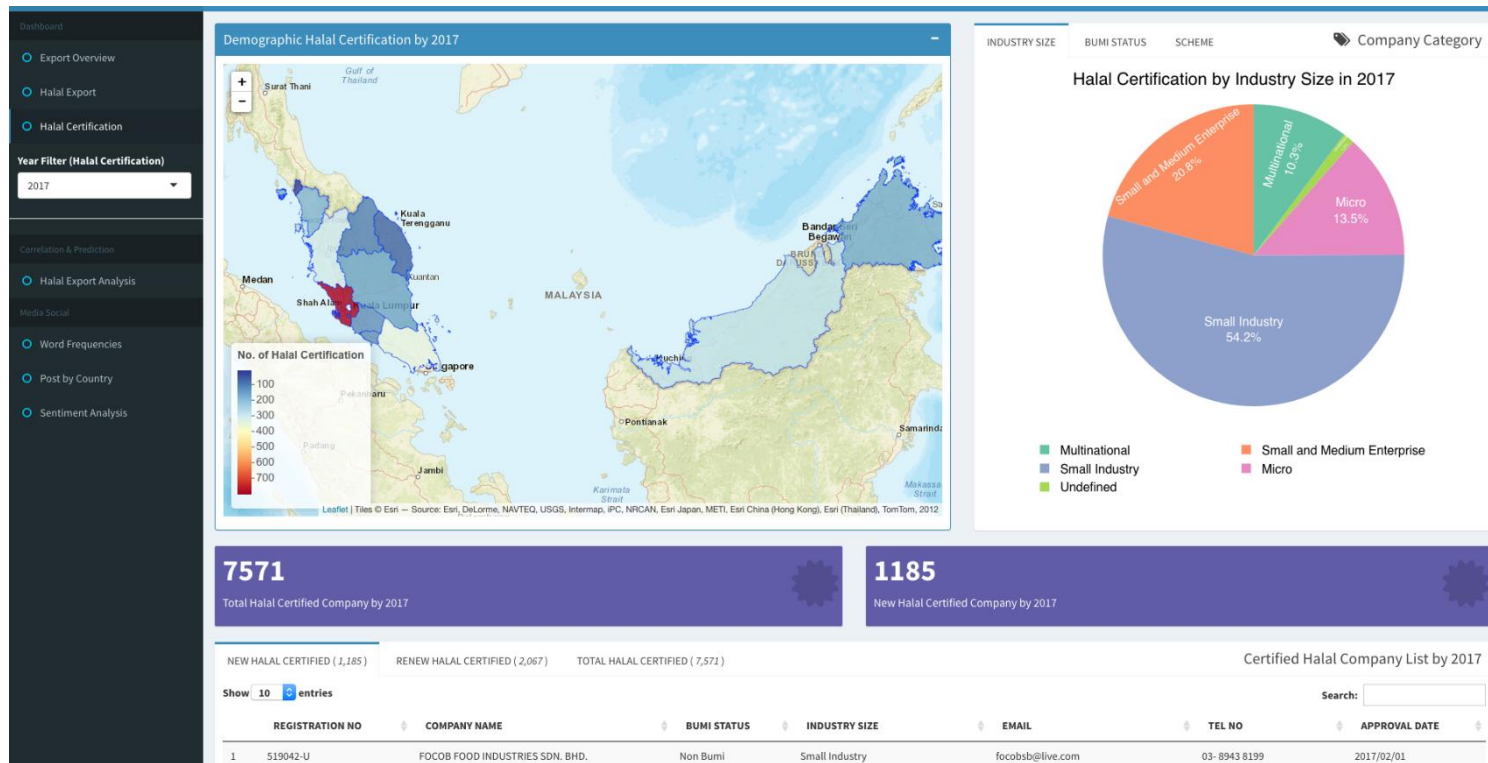 Dashboard
Export Overview
Halal Export
Halal Certification
Year Filter (Halal Certification)
2017
Correlation & Prediction
Halal Export Analysis
Media Social
Word Frequencies
Post by Country
Sentiment Analysis
Demographic Halal Certification by 2017
−
+
−
Gulf of
Thailand
Surat Thani
Kuala
Terengganu
Bandar Seri
Begawan
Medan
Kuantan
MALAYSIA
Shah Alam
Kuala Lumpur
Kuching
Singapore
Pekanbaru
Pontianak
Samarinda
Padang
Jambi
Karimata
Strait
Makassar
Strait
No. of Halal Certification
100
200
300
400
500
600
700
Leaflet | Tiles © Esri — Source: Esri, DeLorme, NAVTEQ, USGS, Intermap, iPC, NRCAN, Esri Japan, METI, Esri China (Hong Kong), Esri (Thailand), TomTom, 2012
INDUSTRY SIZE BUMI STATUS SCHEME Company Category
Halal Certification by Industry Size in 2017
Small and Medium Enterprise
20.8%
Multinational
10.3%
Micro
13.5%
Small Industry
54.2%
Multinational
Small and Medium Enterprise
Small Industry
Micro
Undefined
7571
Total Halal Certified Company by 2017
1185
New Halal Certified Company by 2017
NEW HALAL CERTIFIED ( 1,185 ) RENEW HALAL CERTIFIED ( 2,067 ) TOTAL HALAL CERTIFIED ( 7,571 ) Certified Halal Company List by 2017
Show 10 entries Search:
REGISTRATION NO COMPANY NAME BUMI STATUS INDUSTRY SIZE EMAIL TEL NO APPROVAL DATE
1 519042-U FOCOB FOOD INDUSTRIES SDN. BHD. Non Bumi Small Industry focobsb@live.com 03- 8943 8199 2017/02/01